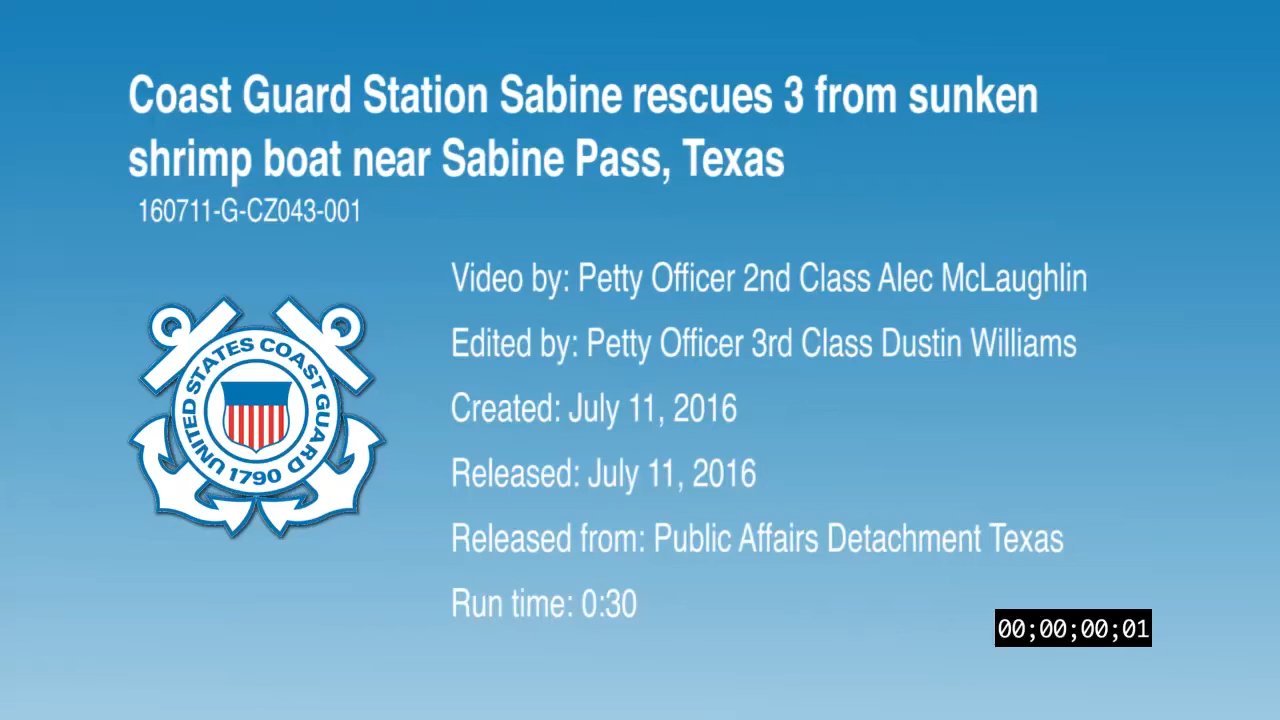 Coast Guard Station Sabine rescues 3 from sunken
shrimp boat near Sabine Pass, Texas
160711-G-CZ043-001
Video by: Petty Officer 2nd Class Alec McLaughlin
Edited by: Petty Officer 3rd Class Dustin Williams
Created: July 11, 2016
Released: July 11, 2016
Released from: Public Affairs Detachment Texas
Run time: 0:30
UNITED STATES COAST GUARD
1790
00;00;00;01